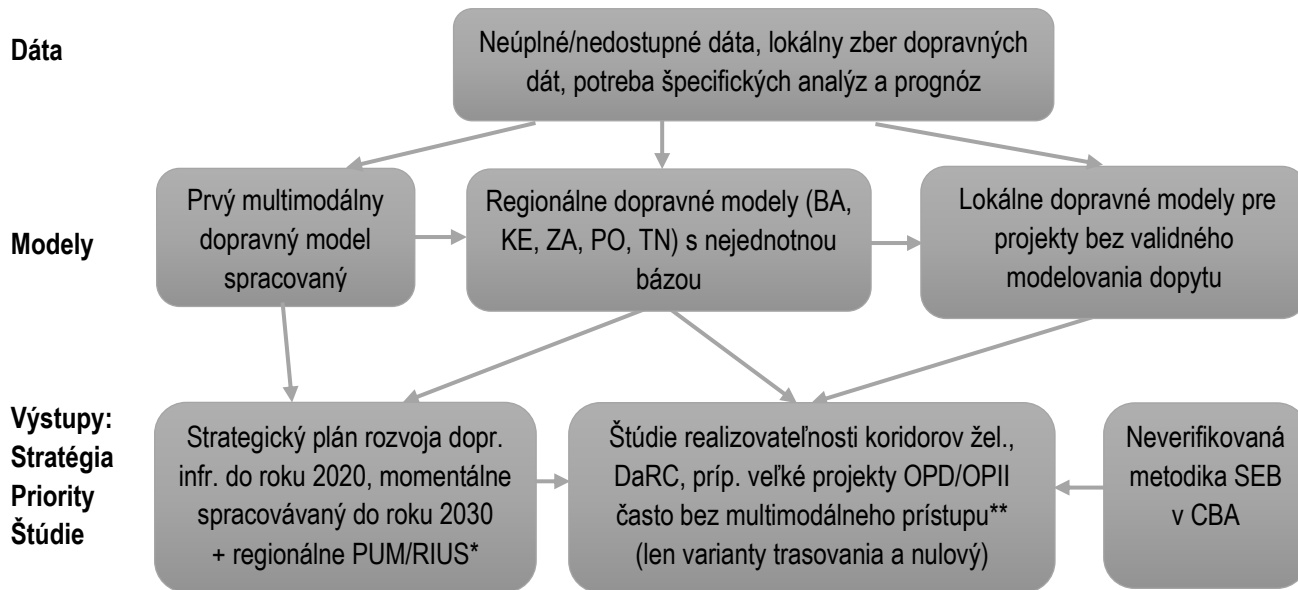 Dáta
Neúplné/nedostupné dáta, lokálny zber dopravných
dát, potreba špecifických analýz a prognóz
Modely
Prvý multimodálny
dopravný model
spracovaný
Regionálne dopravné modely (BA,
KE, ZA, PO, TN) s nejednotnou
bázou
Lokálne dopravné modely pre
projekty bez validného
modelovania dopytu
Výstupy:
Stratégia
Priority
Štúdie
Strategický plán rozvoja dopr.
infr. do roku 2020, momentálne
spracovávaný do roku 2030
+ regionálne PUM/RIUS*
Štúdie realizovateľnosti koridorov žel.,
DaRC, príp. veľké projekty OPD/OPII
často bez multimodálneho prístupu**
(len varianty trasovania a nulový)
Neverifikovaná
metodika SEB
v CBA